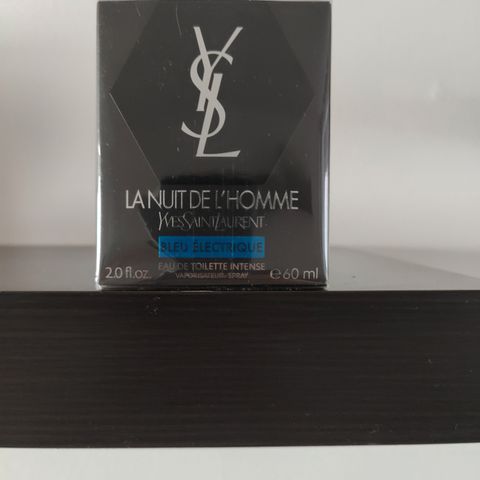 YSL
LA NUIT DE L'HOMME
YVES SAINT LAURENT
BLEU ÉLECTRIQUE
2.0 fl.oz. EAU DE TOILETTE INTENSE ℮ 60 ml
VAPORISATEUR - SPRAY